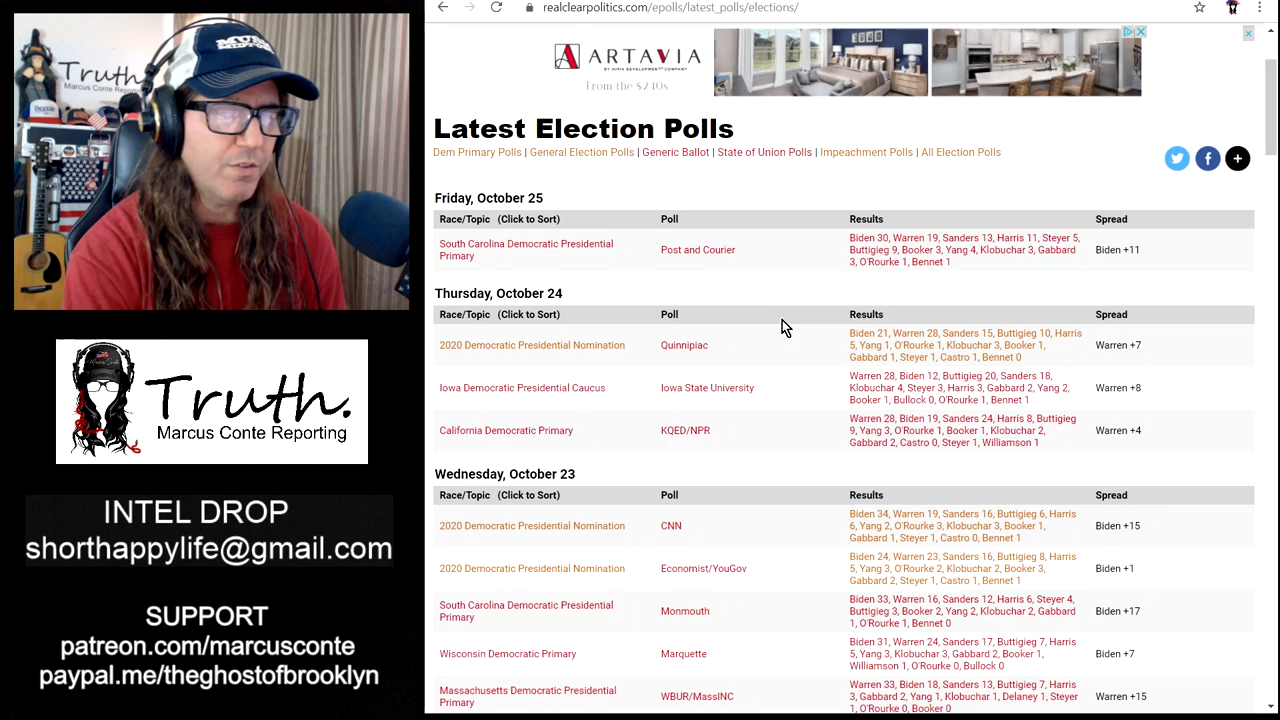 Truth.
Marcus Conte Reporting
Truth.
Marcus Conte Reporting
INTEL DROP
shorthappylife@gmail.com
SUPPORT
patreon.com/marcusconte
paypal.me/theghostofbrooklyn
realclearpolitics.com/epolls/latest_polls/elections/
ARTAVIA
BY AIRIA DEVELOPMENT COMPANY
From the $240s
Latest Election Polls
Dem Primary Polls | General Election Polls | Generic Ballot | State of Union Polls | Impeachment Polls | All Election Polls
Friday, October 25
Race/Topic (Click to Sort) Poll Results Spread
South Carolina Democratic Presidential
Primary
Post and Courier
Biden 30, Warren 19, Sanders 13, Harris 11, Steyer 5,
Buttigieg 9, Booker 3, Yang 4, Klobuchar 3, Gabbard
3, O'Rourke 1, Bennet 1
Biden +11
Thursday, October 24
Race/Topic (Click to Sort) Poll Results Spread
2020 Democratic Presidential Nomination
Quinnipiac
Biden 21, Warren 28, Sanders 15, Buttigieg 10, Harris
5, Yang 1, O'Rourke 1, Klobuchar 3, Booker 1,
Gabbard 1, Steyer 1, Castro 1, Bennet 0
Warren +7
Iowa Democratic Presidential Caucus
Iowa State University
Warren 28, Biden 12, Buttigieg 20, Sanders 18,
Klobuchar 4, Steyer 3, Harris 3, Gabbard 2, Yang 2,
Booker 1, Bullock 0, O'Rourke 1, Bennet 1
Warren +8
California Democratic Primary
KQED/NPR
Warren 28, Biden 19, Sanders 24, Harris 8, Buttigieg
9, Yang 3, O'Rourke 1, Booker 1, Klobuchar 2,
Gabbard 2, Castro 0, Steyer 1, Williamson 1
Warren +4
Wednesday, October 23
Race/Topic (Click to Sort) Poll Results Spread
2020 Democratic Presidential Nomination
CNN
Biden 34, Warren 19, Sanders 16, Buttigieg 6, Harris
6, Yang 2, O'Rourke 3, Klobuchar 3, Booker 1,
Gabbard 1, Steyer 1, Castro 0, Bennet 1
Biden +15
2020 Democratic Presidential Nomination
Economist/YouGov
Biden 24, Warren 23, Sanders 16, Buttigieg 8, Harris
5, Yang 3, O'Rourke 2, Klobuchar 2, Booker 3,
Gabbard 2, Steyer 1, Castro 1, Bennet 1
Biden +1
South Carolina Democratic Presidential
Primary
Monmouth
Biden 33, Warren 16, Sanders 12, Harris 6, Steyer 4,
Buttigieg 3, Booker 2, Yang 2, Klobuchar 2, Gabbard
1, O'Rourke 1, Bennet 0
Biden +17
Wisconsin Democratic Primary
Marquette
Biden 31, Warren 24, Sanders 17, Buttigieg 7, Harris
5, Yang 3, Klobuchar 3, Gabbard 2, Booker 1,
Williamson 1, O'Rourke 0, Bullock 0
Biden +7
Massachusetts Democratic Presidential
Primary
WBUR/MassINC
Warren 33, Biden 18, Sanders 13, Buttigieg 7, Harris
3, Gabbard 2, Yang 1, Klobuchar 1, Delaney 1, Steyer
1, O'Rourke 0, Booker 0
Warren +15